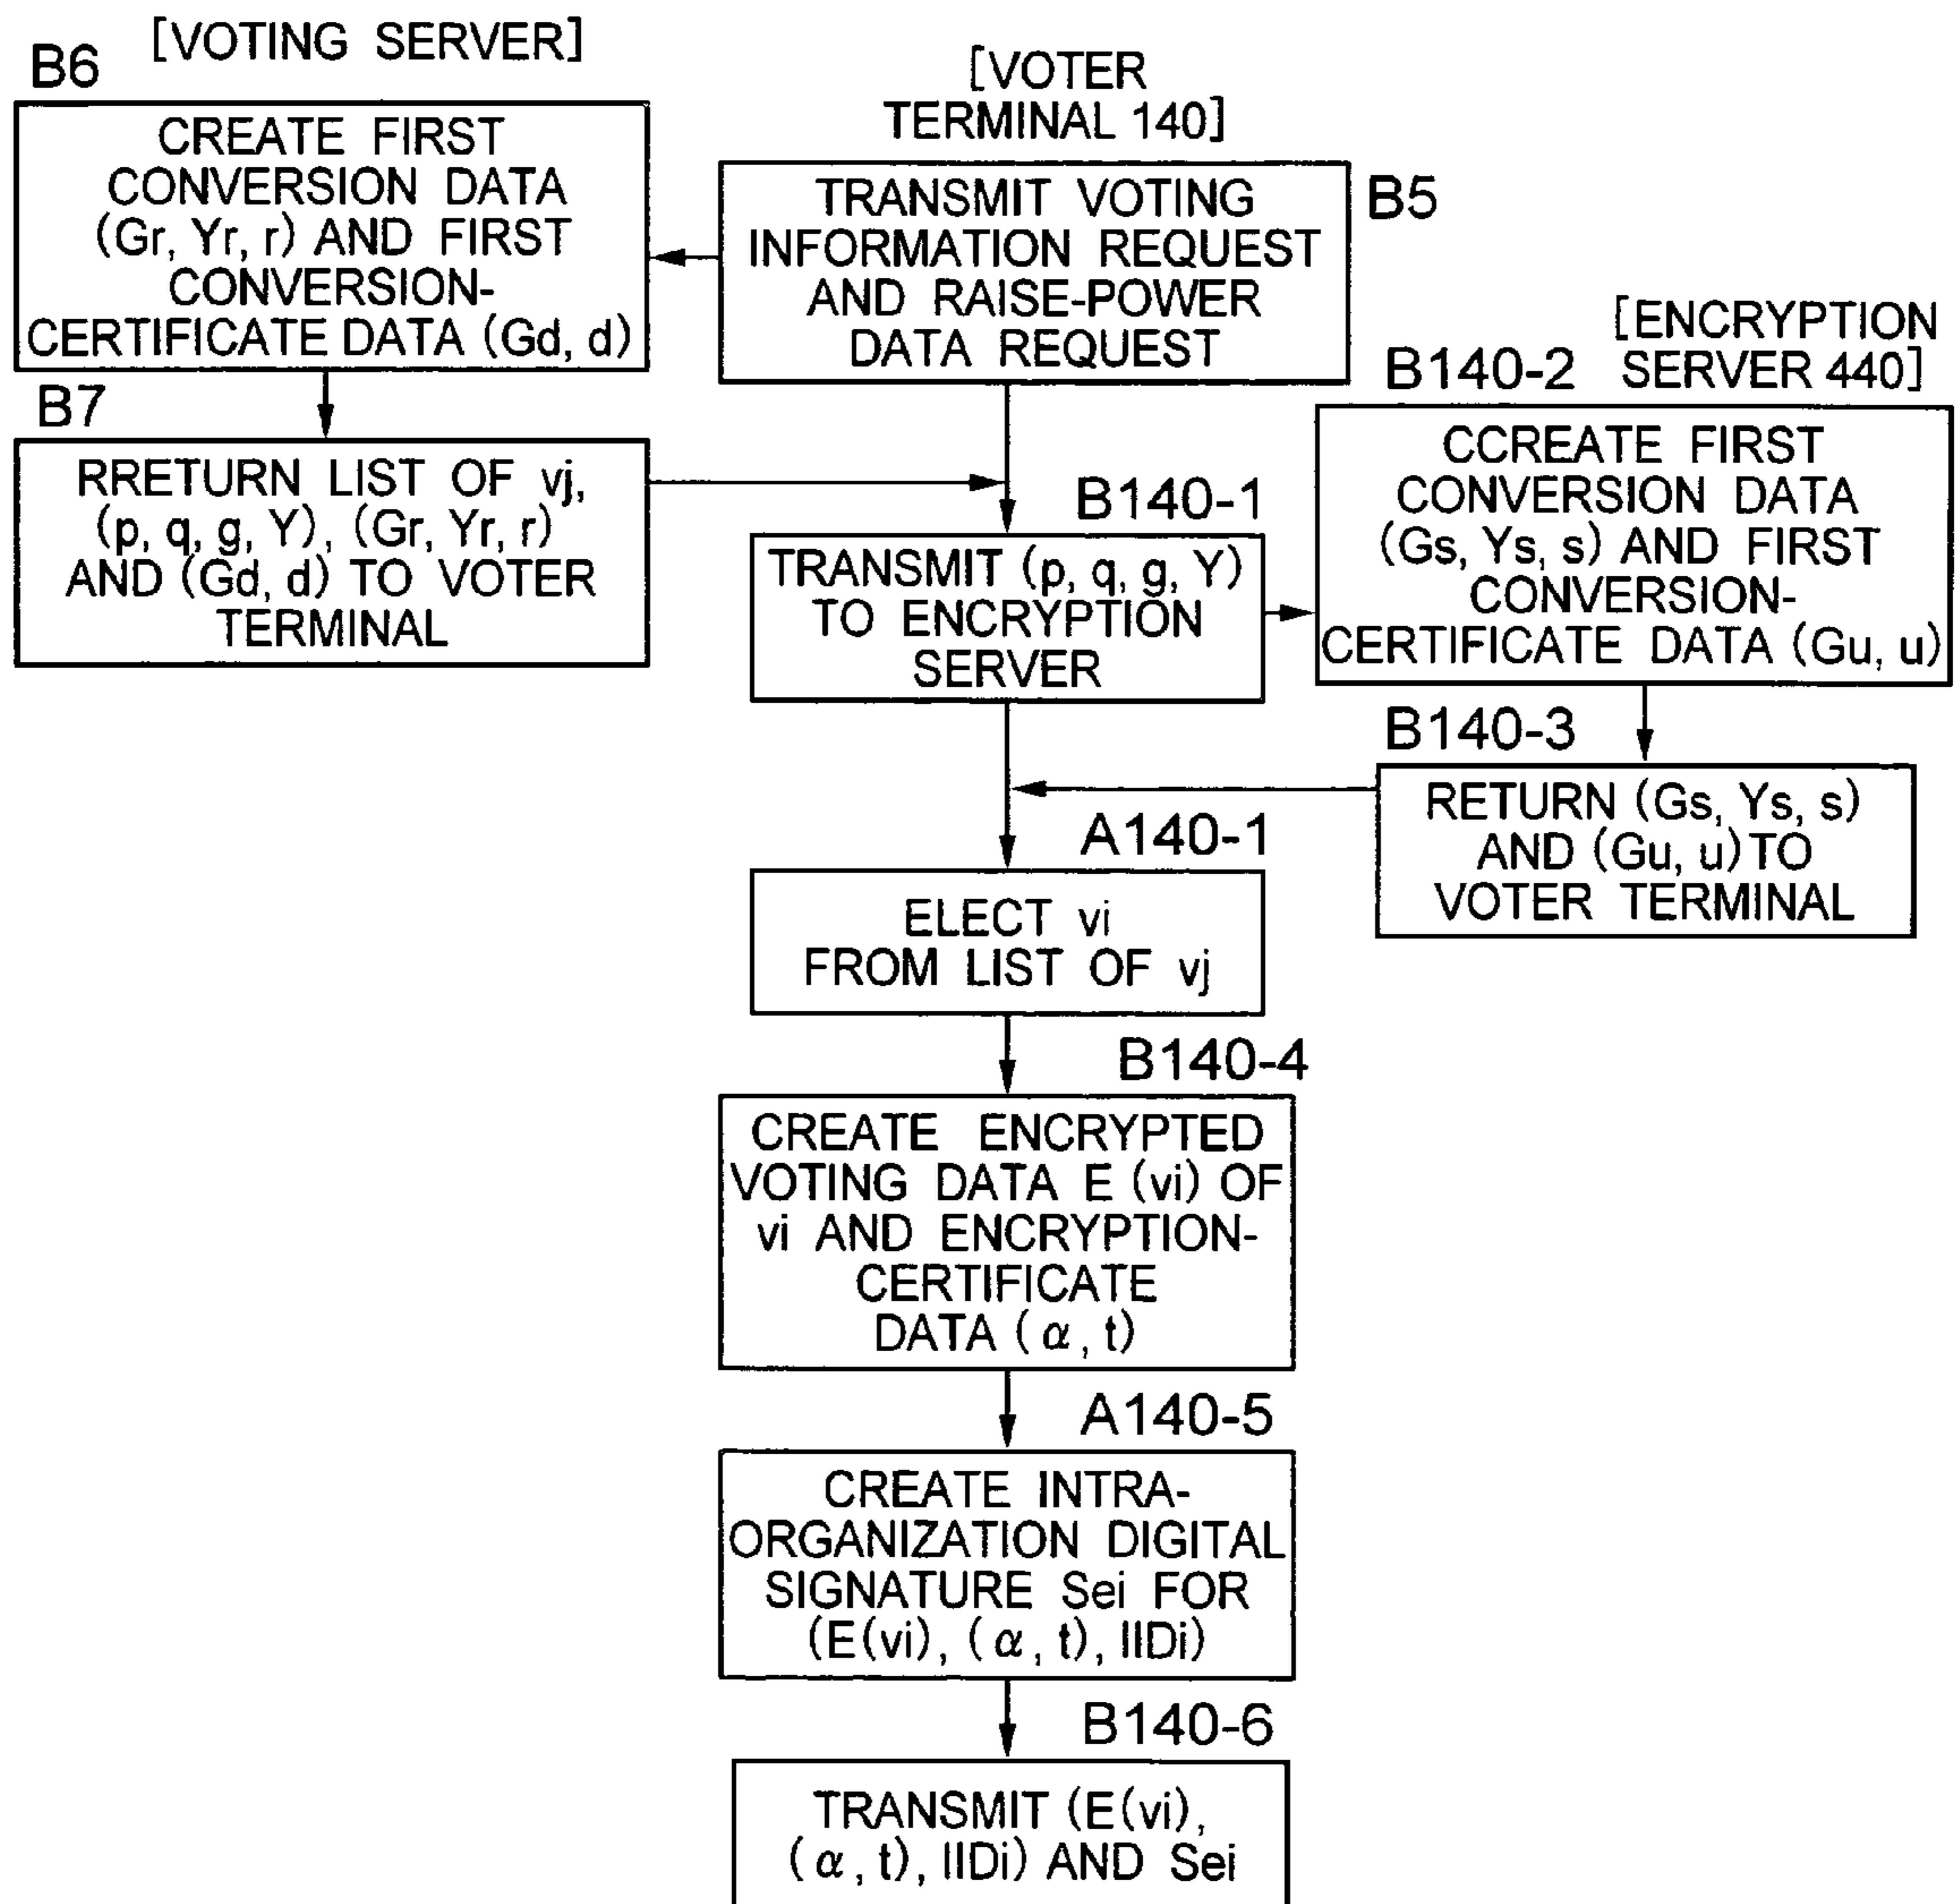 [VOTING SERVER]
B6
CREATE FIRST
CONVERSION DATA
(Gr, Yr, r) AND FIRST
CONVERSION-
CERTIFICATE DATA (Gd, d)
[VOTER
TERMINAL 140]
TRANSMIT VOTING
INFORMATION REQUEST
AND RAISE-POWER
DATA REQUEST
B5
B7
RRETURN LIST OF vj,
(p, q, g, Y), (Gr, Yr, r)
AND (Gd, d) TO VOTER
TERMINAL
[ENCRYPTION
SERVER 440]
B140-2
CCREATE FIRST
CONVERSION DATA
(Gs, Ys, s) AND FIRST
CONVERSION-
CERTIFICATE DATA (Gu, u)
B140-1
TRANSMIT (p, q, g, Y)
TO ENCRYPTION
SERVER
B140-3
RETURN (Gs, Ys, s)
AND (Gu, u) TO
VOTER TERMINAL
A140-1
ELECT vi
FROM LIST OF vj
B140-4
CREATE ENCRYPTED
VOTING DATA E (vi) OF
vi AND ENCRYPTION-
CERTIFICATE
DATA (α, t)
A140-5
CREATE INTRA-
ORGANIZATION DIGITAL
SIGNATURE Sei FOR
(E(vi), (α, t), IIDi)
B140-6
TRANSMIT (E(vi),
(α, t), IIDi) AND Sei